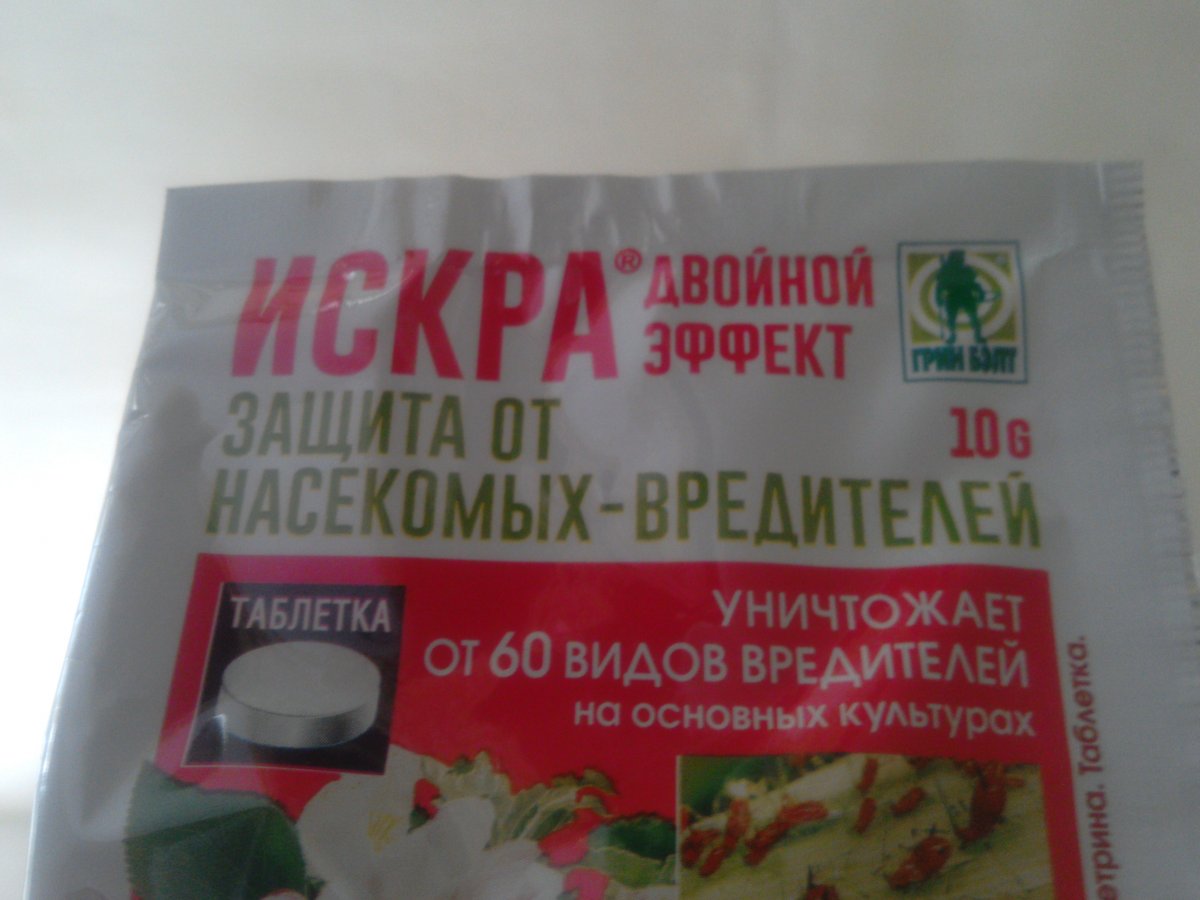 ИСКРА® ДВОЙНОЙ
ЭФФЕКТ
ГРИН БЭЛТ
ЗАЩИТА ОТ
10G
НАСЕКОМЫХ-ВРЕДИТЕЛЕЙ
ТАБЛЕТКА
УНИЧТОЖАЕТ
ОТ 60 ВИДОВ ВРЕДИТЕЛЕЙ
на основных культурах
етрина. Таблетка.